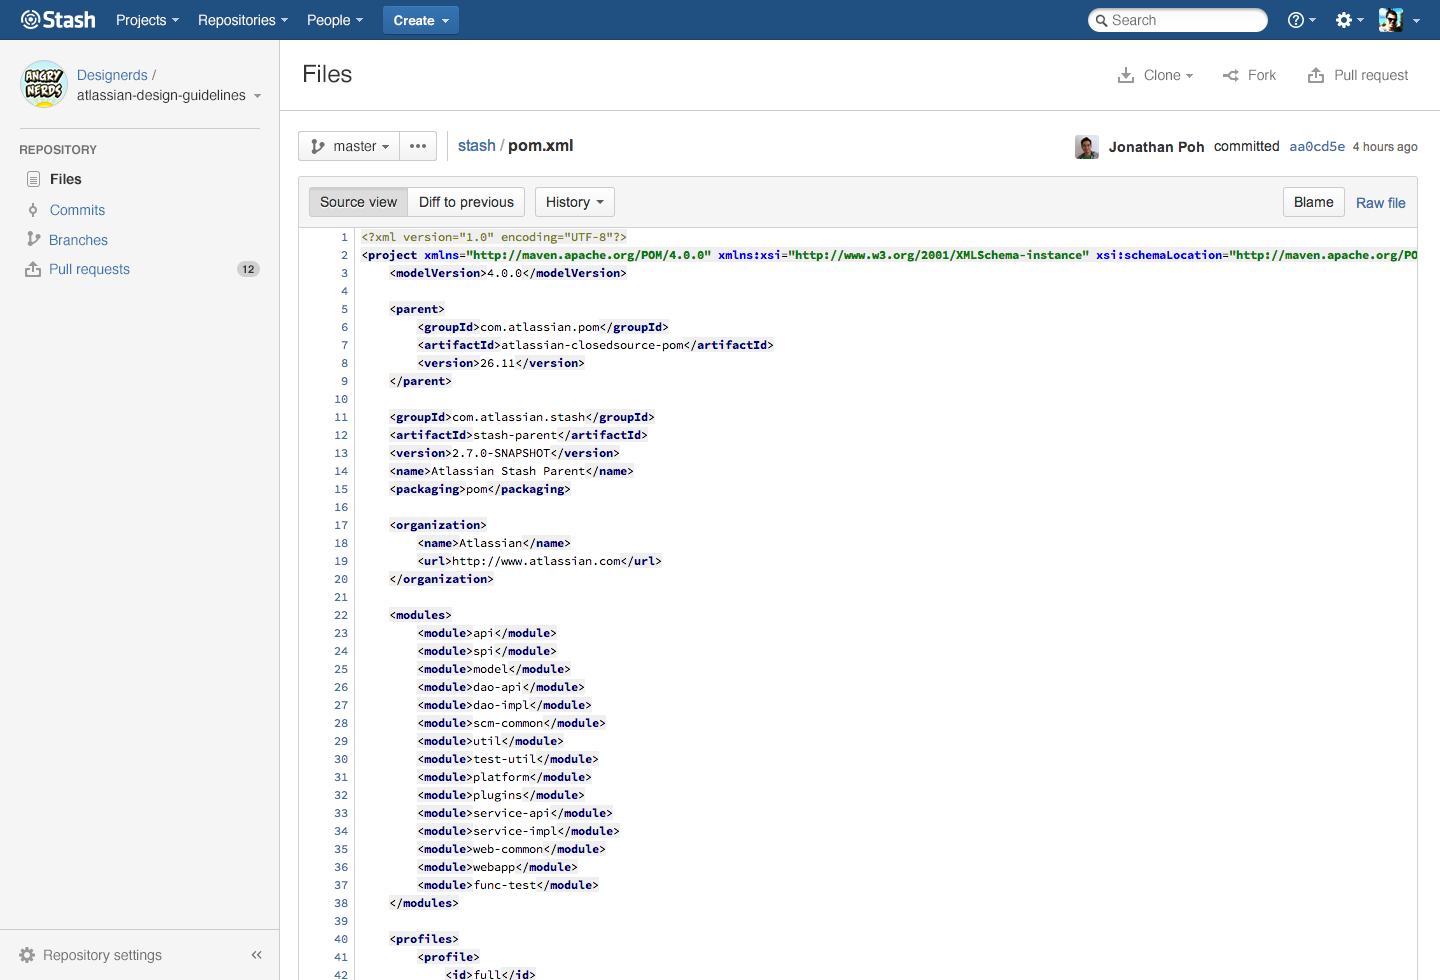 Stash Projects Repositories People Create Search
ANGRY NERDS
Designerds /
atlassian-design-guidelines
Files
Clone Fork Pull request
REPOSITORY
Files
Commits
Branches
Pull requests 12
master ••• stash / pom.xml
Jonathan Poh committed aa0cd5e 4 hours ago
Source view Diff to previous History Blame Raw file
1 <?xml version="1.0" encoding="UTF-8"?>
2 <project xmlns="http://maven.apache.org/POM/4.0.0" xmlns:xsi="http://www.w3.org/2001/XMLSchema-instance" xsi:schemaLocation="http://maven.apache.org/PO
3 <modelVersion>4.0.0</modelVersion>
4
5 <parent>
6 <groupId>com.atlassian.pom</groupId>
7 <artifactId>atlassian-closedsource-pom</artifactId>
8 <version>26.11</version>
9 </parent>
10
11 <groupId>com.atlassian.stash</groupId>
12 <artifactId>stash-parent</artifactId>
13 <version>2.7.0-SNAPSHOT</version>
14 <name>Atlassian Stash Parent</name>
15 <packaging>pom</packaging>
16
17 <organization>
18 <name>Atlassian</name>
19 <url>http://www.atlassian.com</url>
20 </organization>
21
22 <modules>
23 <module>api</module>
24 <module>spi</module>
25 <module>model</module>
26 <module>dao-api</module>
27 <module>dao-impl</module>
28 <module>scm-common</module>
29 <module>util</module>
30 <module>test-util</module>
31 <module>platform</module>
32 <module>plugins</module>
33 <module>service-api</module>
34 <module>service-impl</module>
35 <module>web-common</module>
36 <module>webapp</module>
37 <module>func-test</module>
38 </modules>
39
40 <profiles>
41 <profile>
42 <id>full</id>
Repository settings «